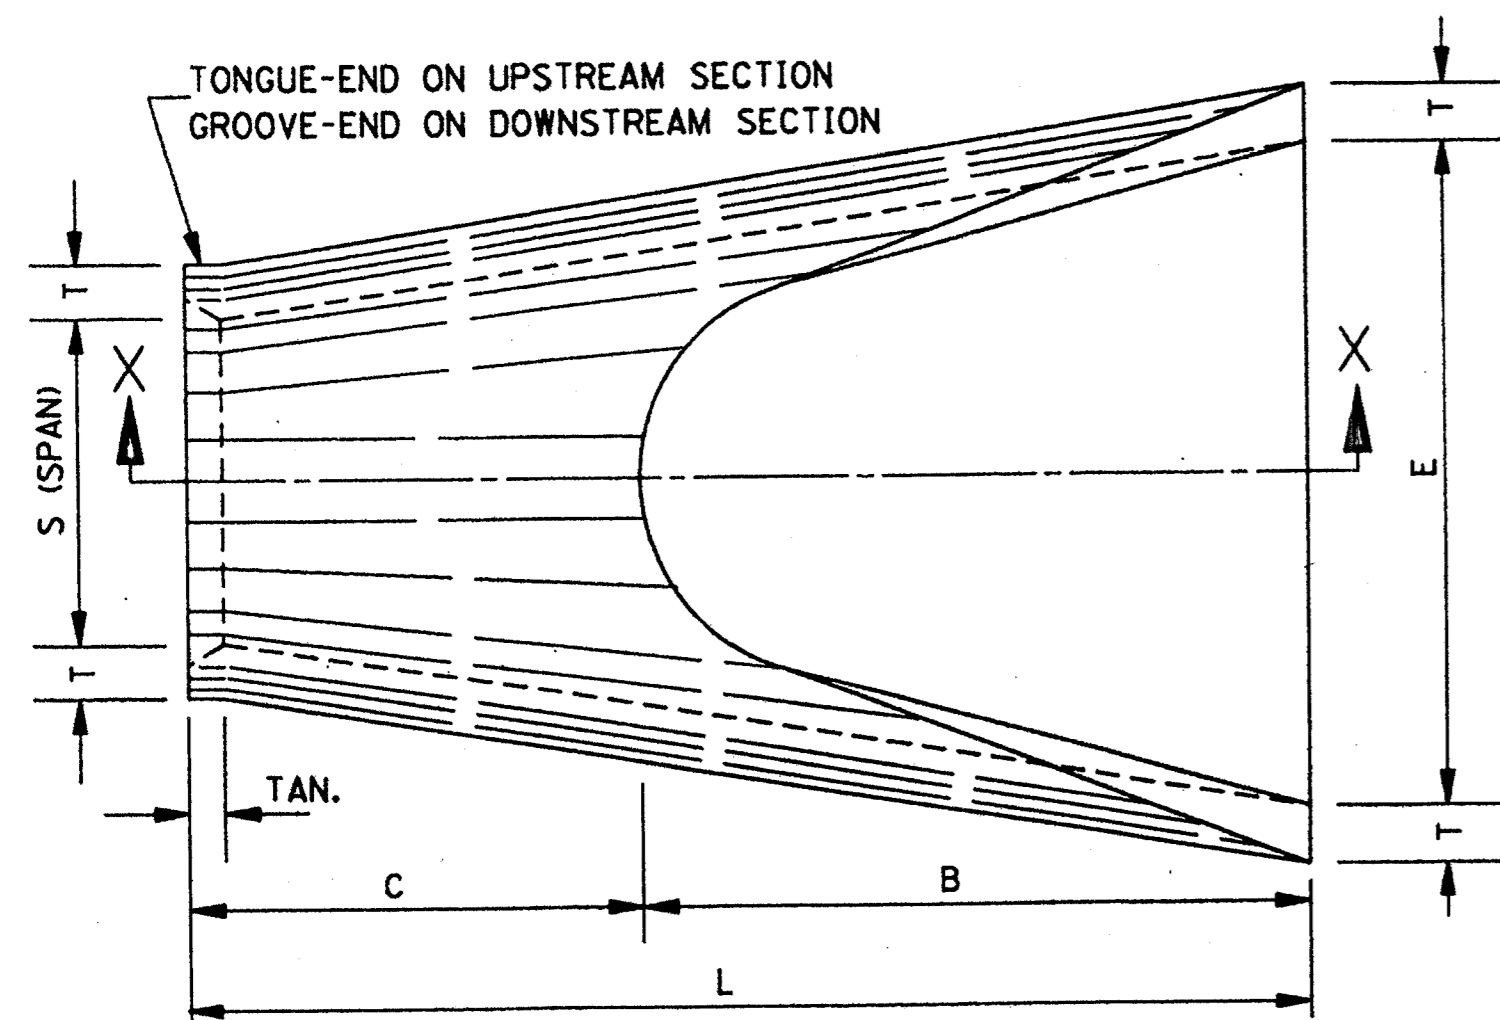 TONGUE-END ON UPSTREAM SECTION
GROOVE-END ON DOWNSTREAM SECTION
T
T
X
X
S (SPAN)
E
T
T
TAN.
C
B
L